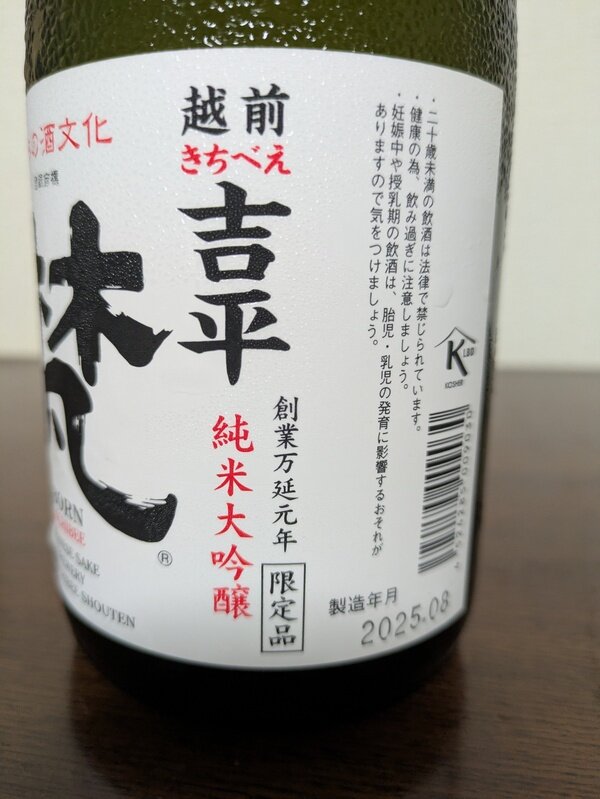 の酒文化
越前
きちべえ
吉平
梵
創業万延元年
純米大吟醸
限定品
BORN
SAKE
SHOUTEN
®
・二十歳未満の飲酒は法律で禁じられています。
・健康の為、飲み過ぎに注意しましょう。
・妊娠中や授乳期の飲酒は、胎児・乳児の発育に影響するおそれが
ありますので気をつけましょう。
K
LBD
KOSHER
製造年月
2025.08